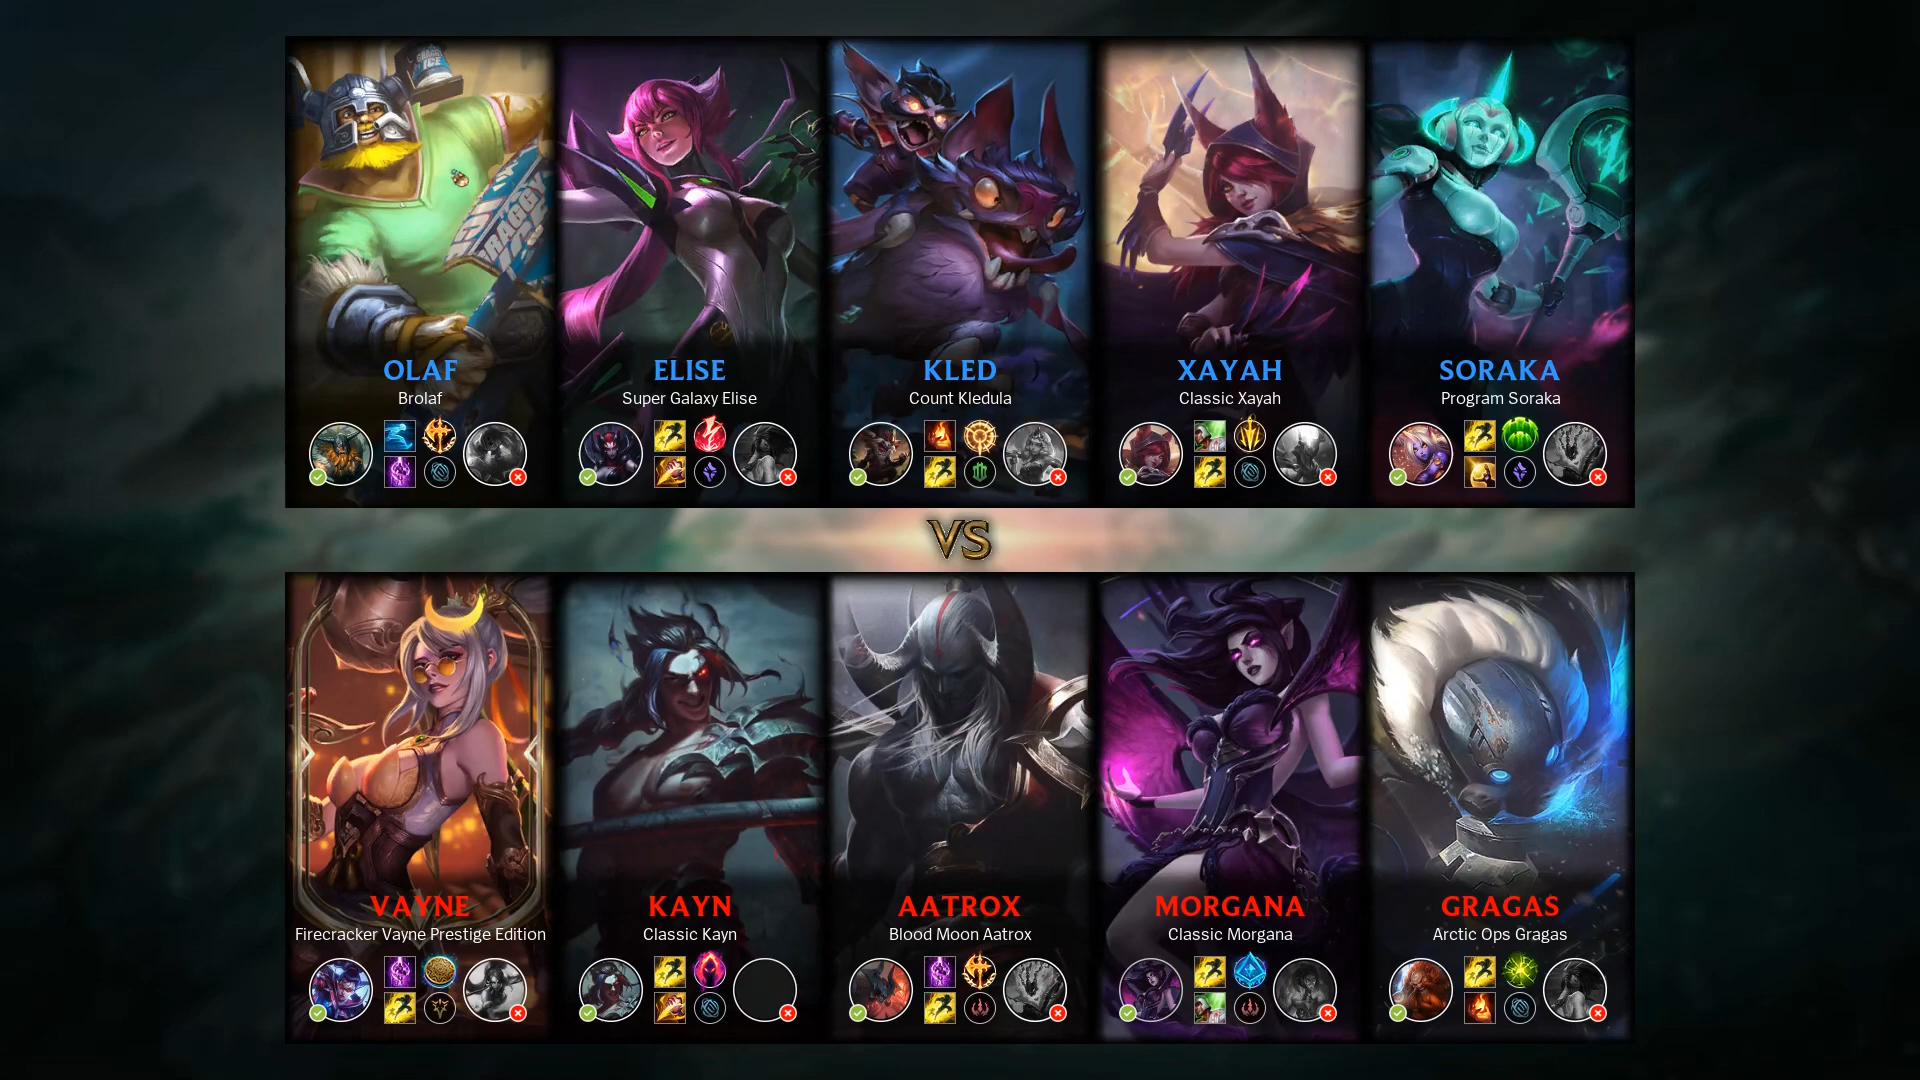 OLAF
Brolaf
ELISE
Super Galaxy Elise
KLED
Count Kledula
XAYAH
Classic Xayah
SORAKA
Program Soraka
VS
VAYNE
Firecracker Vayne Prestige Edition
KAYN
Classic Kayn
AATROX
Blood Moon Aatrox
MORGANA
Classic Morgana
GRAGAS
Arctic Ops Gragas